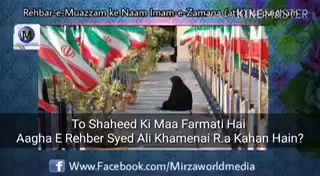 Rehbar-e-Muazzam ke Naam Imam-e-Zamana
KINEMASTER
M
To Shaheed Ki Maa Farmati Hai
Aagha E Rehber Syed Ali Khamenai R.a Kahan Hain?
www.Facebook.com/Mirzaworldmedia